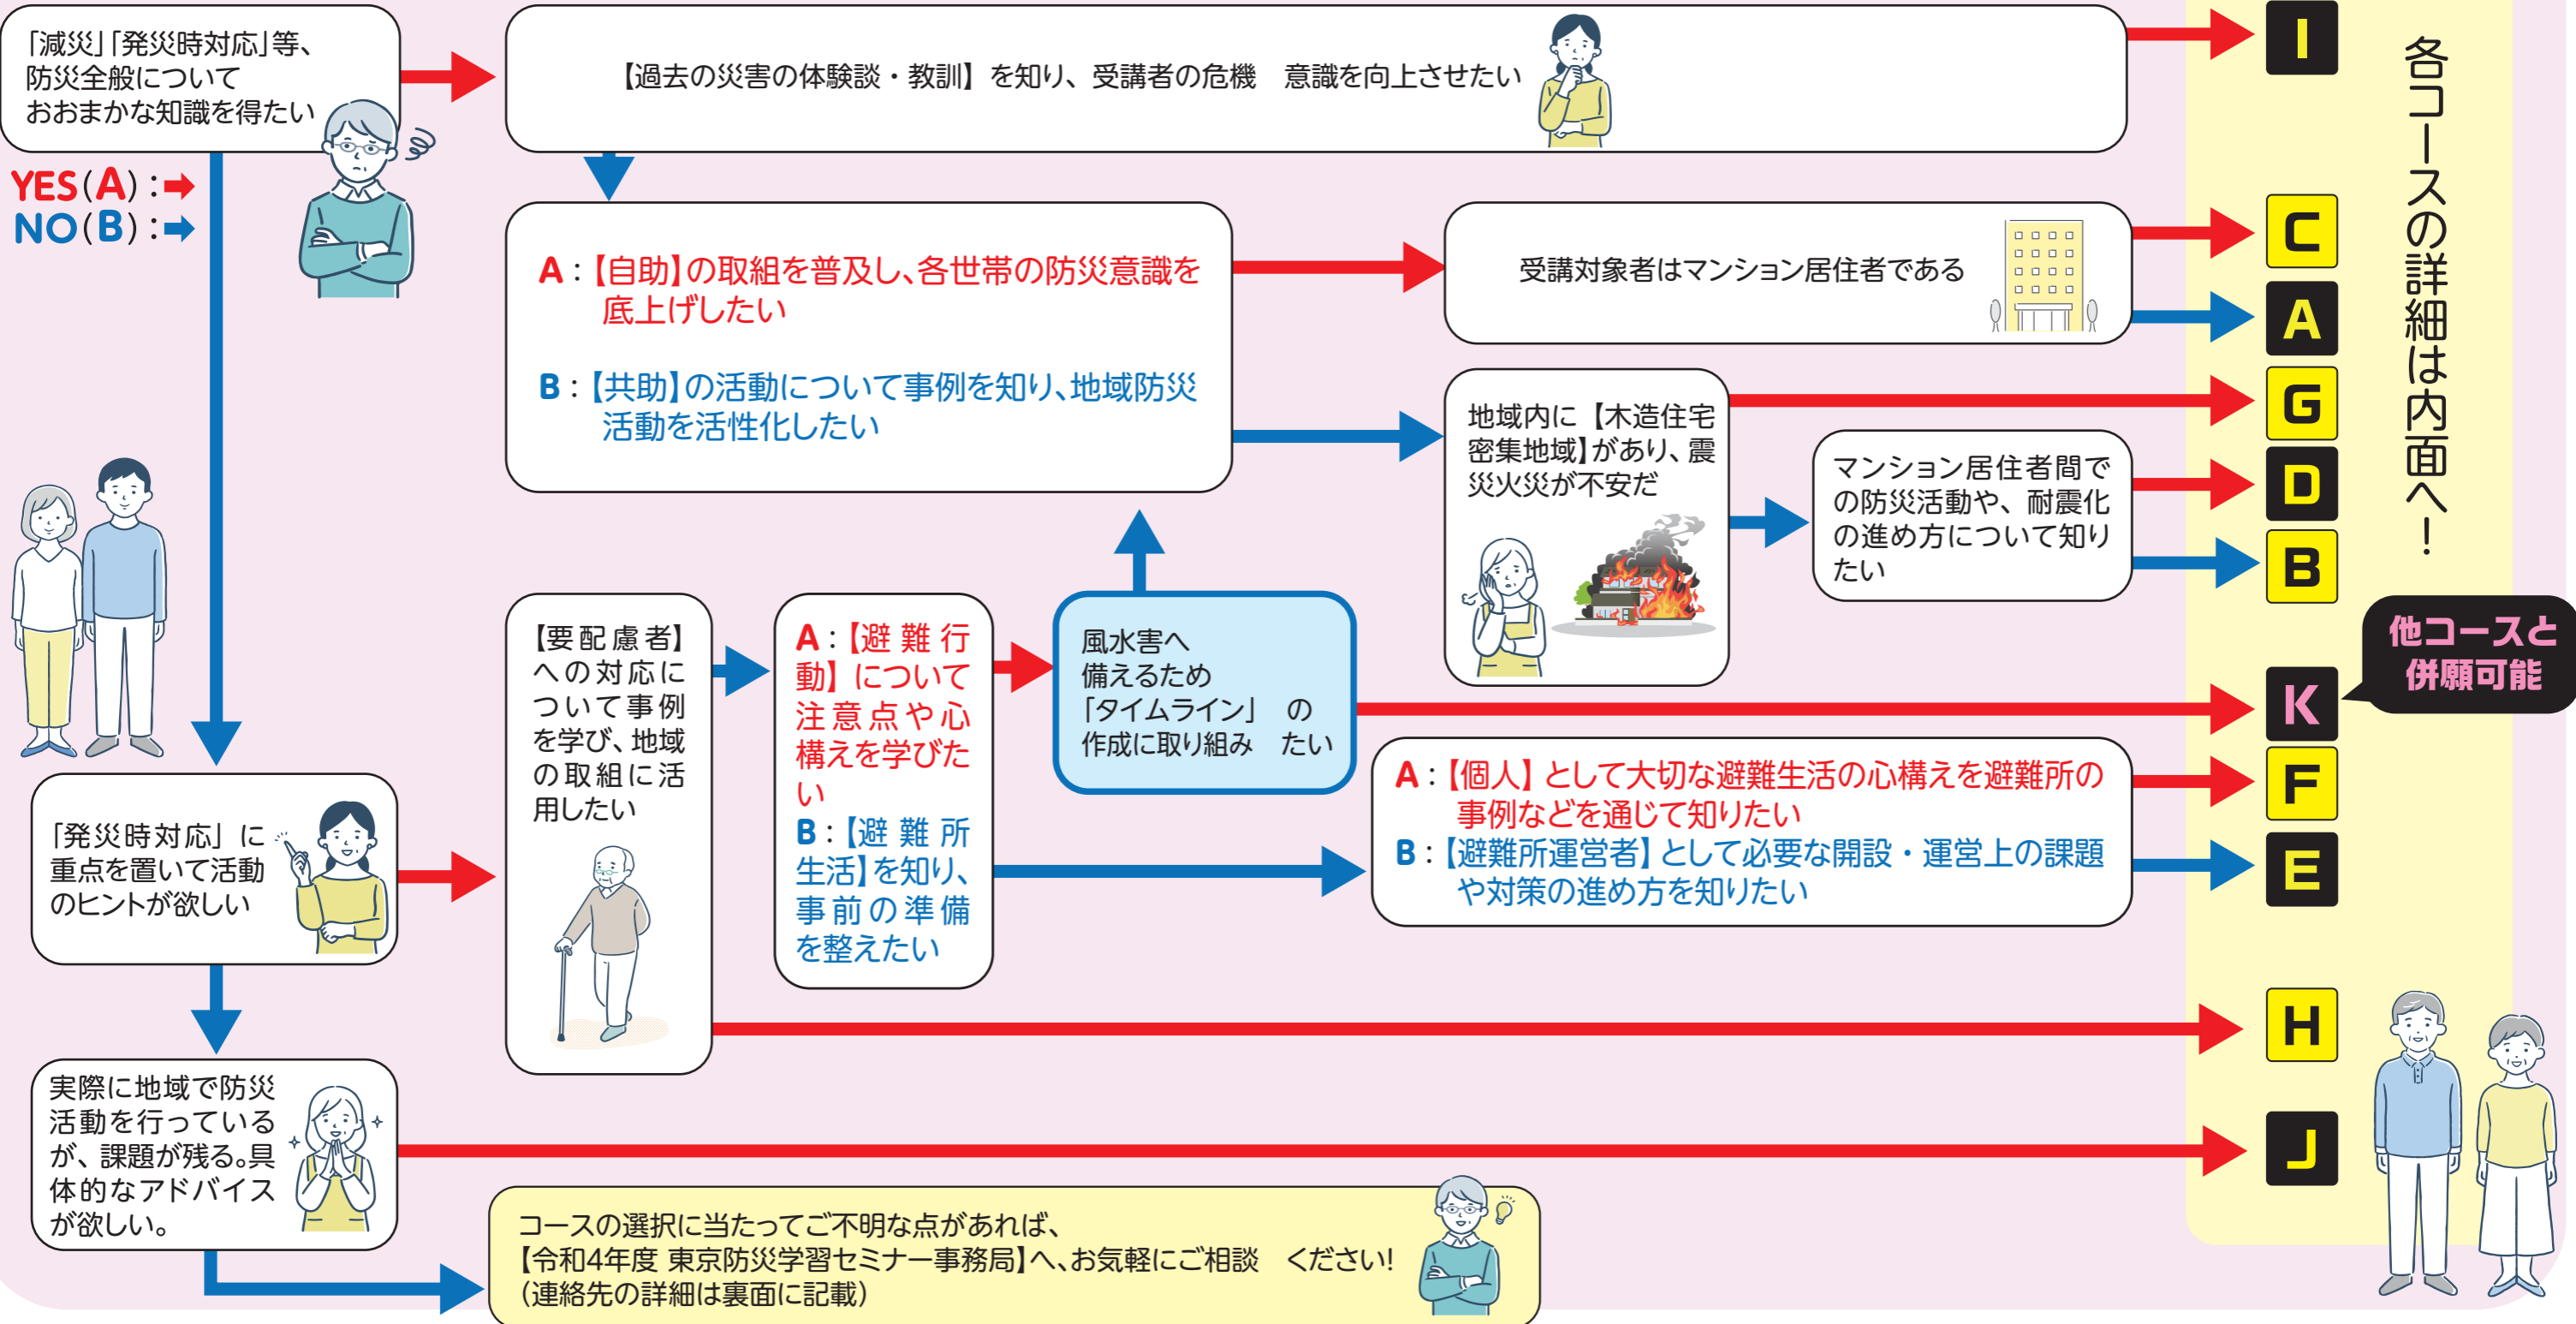 「減災」「発災時対応」等、
防災全般について
おおまかな知識を得たい
YES(A):
NO(B):
【過去の災害の体験談・教訓】を知り、受講者の危機　意識を向上させたい
A：【自助】の取組を普及し、各世帯の防災意識を
底上げしたい
B：【共助】の活動について事例を知り、地域防災
活動を活性化したい
受講対象者はマンション居住者である
地域内に【木造住宅
密集地域】があり、震
災火災が不安だ
マンション居住者間で
の防災活動や、耐震化
の進め方について知り
たい
「発災時対応」に
重点を置いて活動
のヒントが欲しい
【要配慮者】
への対応に
ついて事例
を学び、地域
の取組に活
用したい
A：【避難行
動】について
注意点や心
構えを学びた
い
B：【避難所
生活】を知り、
事前の準備
を整えたい
風水害へ
備えるため
「タイムライン」　の
作成に取り組み　たい
A：【個人】として大切な避難生活の心構えを避難所の
事例などを通じて知りたい
B：【避難所運営者】として必要な開設・運営上の課題
や対策の進め方を知りたい
実際に地域で防災
活動を行っている
が、課題が残る。具
体的なアドバイス
が欲しい。
コースの選択に当たってご不明な点があれば、
【令和4年度 東京防災学習セミナー事務局】へ、お気軽にご相談　ください!
（連絡先の詳細は裏面に記載）
I
C
A
G
D
B
K
F
E
H
J
他コースと
併願可能
各コースの詳細は内面へ！